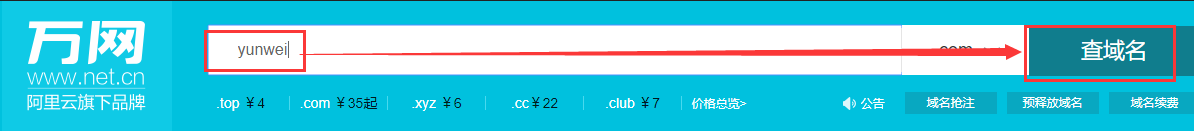 万网
www.net.cn
阿里云旗下品牌
yunwei
.com
查域名
.top ¥ 4
.com ¥ 35起
.xyz ¥ 6
.cc ¥ 22
.club ¥ 7
价格总览>
公告
域名抢注
预释放域名
域名续费